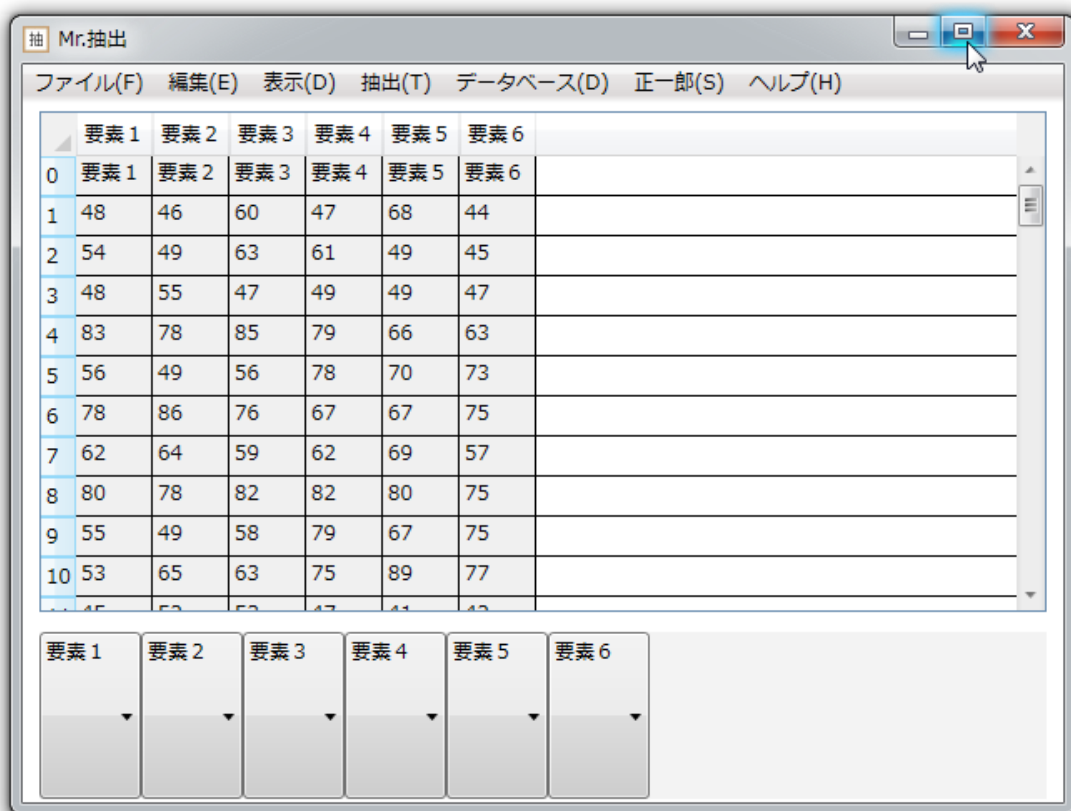 抽 Mr.抽出
ファイル(F) 編集(E) 表示(D) 抽出(T) データベース(D) 正一郎(S) ヘルプ(H)
要素1 要素2 要素3 要素4 要素5 要素6
0 要素1 要素2 要素3 要素4 要素5 要素6
1 48 46 60 47 68 44
2 54 49 63 61 49 45
3 48 55 47 49 49 47
4 83 78 85 79 66 63
5 56 49 56 78 70 73
6 78 86 76 67 67 75
7 62 64 59 62 69 57
8 80 78 82 82 80 75
9 55 49 58 79 67 75
10 53 65 63 75 89 77
要素1 要素2 要素3 要素4 要素5 要素6